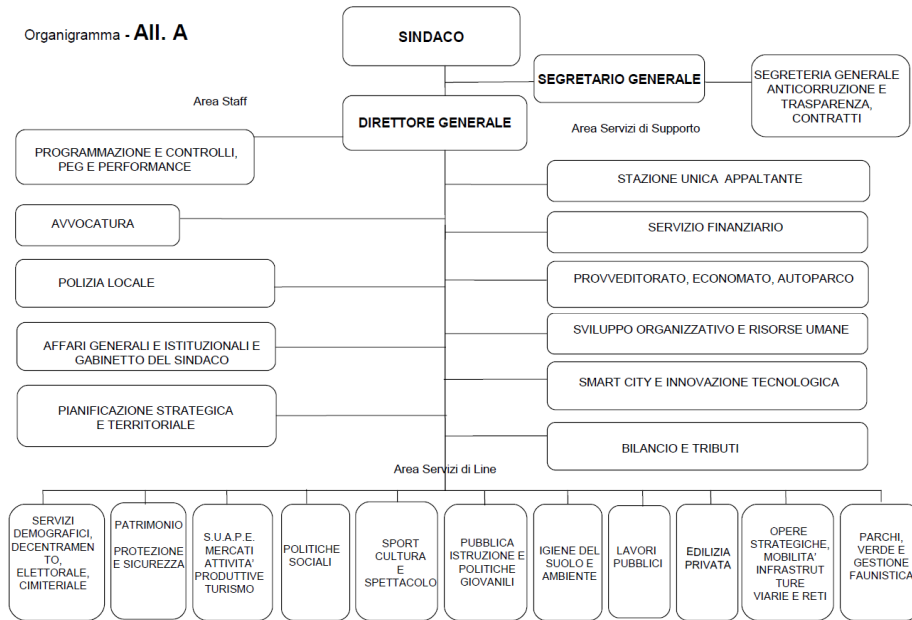 Organigramma - All. A
SINDACO
SEGRETARIO GENERALE
SEGRETERIA GENERALE
ANTICORRUZIONE E
TRASPARENZA,
CONTRATTI
Area Staff
DIRETTORE GENERALE
Area Servizi di Supporto
PROGRAMMAZIONE E CONTROLLI,
PEG E PERFORMANCE
AVVOCATURA
POLIZIA LOCALE
AFFARI GENERALI E ISTITUZIONALI E
GABINETTO DEL SINDACO
PIANIFICAZIONE STRATEGICA
E TERRITORIALE
STAZIONE UNICA APPALTANTE
SERVIZIO FINANZIARIO
PROVVEDITORATO, ECONOMATO, AUTOPARCO
SVILUPPO ORGANIZZATIVO E RISORSE UMANE
SMART CITY E INNOVAZIONE TECNOLOGICA
BILANCIO E TRIBUTI
Area Servizi di Line
SERVIZI
DEMOGRAFICI,
DECENTRAMEN
TO,
ELETTORALE,
CIMITERIALE
PATRIMONIO
PROTEZIONE
E SICUREZZA
S.U.A.P.E.
MERCATI
ATTIVITA'
PRODUTTIVE
TURISMO
POLITICHE
SOCIALI
SPORT
CULTURA
E
SPETTACOLO
PUBBLICA
ISTRUZIONE E
POLITICHE
GIOVANILI
IGIENE DEL
SUOLO E
AMBIENTE
LAVORI
PUBBLICI
EDILIZIA
PRIVATA
OPERE
STRATEGICHE,
MOBILITA'
INFRASTRUT
TURE
VIARIE E RETI
PARCHI,
VERDE E
GESTIONE
FAUNISTICA